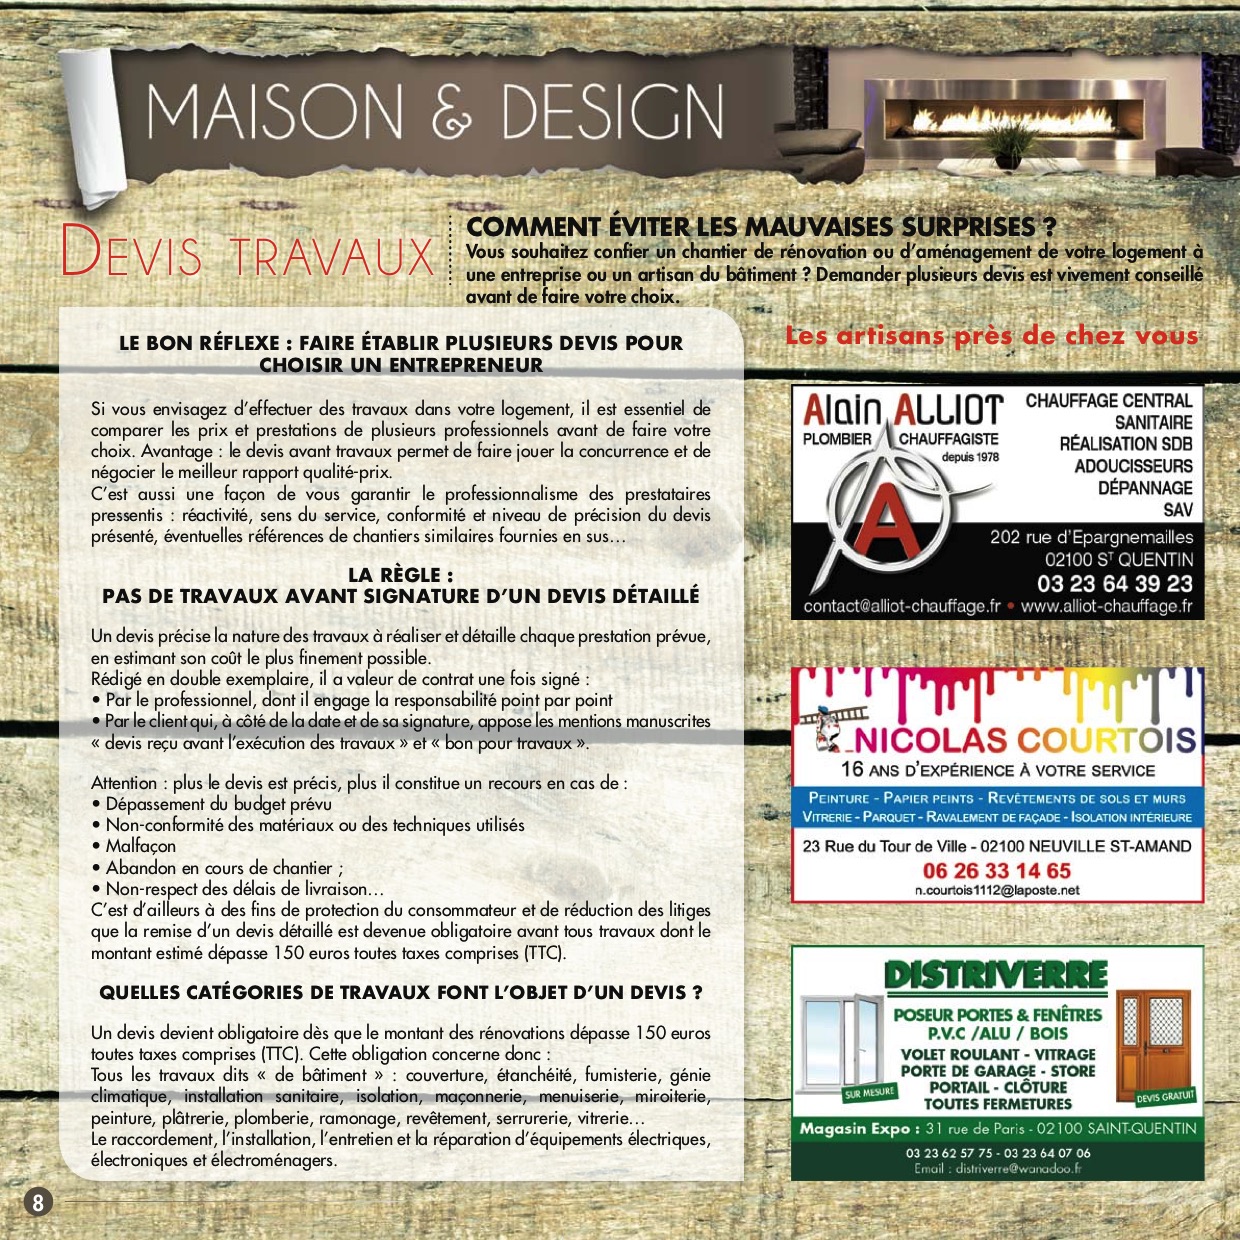 MAISON & DESIGN
DEVIS TRAVAUX
COMMENT ÉVITER LES MAUVAISES SURPRISES ?
Vous souhaitez confier un chantier de rénovation ou d’aménagement de votre logement à
une entreprise ou un artisan du bâtiment ? Demander plusieurs devis est vivement conseillé
avant de faire votre choix.
LE BON RÉFLEXE : FAIRE ÉTABLIR PLUSIEURS DEVIS POUR
CHOISIR UN ENTREPRENEUR
Si vous envisagez d’effectuer des travaux dans votre logement, il est essentiel de
comparer les prix et prestations de plusieurs professionnels avant de faire votre
choix. Avantage : le devis avant travaux permet de faire jouer la concurrence et de
négocier le meilleur rapport qualité-prix.
C’est aussi une façon de vous garantir le professionnalisme des prestataires
pressentis : réactivité, sens du service, conformité et niveau de précision du devis
présenté, éventuelles références de chantiers similaires fournies en sus…
LA RÈGLE :
PAS DE TRAVAUX AVANT SIGNATURE D’UN DEVIS DÉTAILLÉ
Un devis précise la nature des travaux à réaliser et détaille chaque prestation prévue,
en estimant son coût le plus finement possible.
Rédigé en double exemplaire, il a valeur de contrat une fois signé :
• Par le professionnel, dont il engage la responsabilité point par point
• Par le client qui, à côté de la date et de sa signature, appose les mentions manuscrites
« devis reçu avant l’exécution des travaux » et « bon pour travaux ».
Attention : plus le devis est précis, plus il constitue un recours en cas de :
• Dépassement du budget prévu
• Non-conformité des matériaux ou des techniques utilisés
• Malfaçon
• Abandon en cours de chantier ;
• Non-respect des délais de livraison…
C’est d’ailleurs à des fins de protection du consommateur et de réduction des litiges
que la remise d’un devis détaillé est devenue obligatoire avant tous travaux dont le
montant estimé dépasse 150 euros toutes taxes comprises (TTC).
QUELLES CATÉGORIES DE TRAVAUX FONT L’OBJET D’UN DEVIS ?
Un devis devient obligatoire dès que le montant des rénovations dépasse 150 euros
toutes taxes comprises (TTC). Cette obligation concerne donc :
Tous les travaux dits « de bâtiment » : couverture, étanchéité, fumisterie, génie
climatique, installation sanitaire, isolation, maçonnerie, menuiserie, miroiterie,
peinture, plâtrerie, plomberie, ramonage, revêtement, serrurerie, vitrerie…
Le raccordement, l’installation, l’entretien et la réparation d’équipements électriques,
électroniques et électroménagers.
Les artisans près de chez vous
Alain ALLIOT
PLOMBIER CHAUFFAGISTE
depuis 1978
A
CHAUFFAGE CENTRAL
SANITAIRE
RÉALISATION SDB
ADOUCISSEURS
DÉPANNAGE
SAV
202 rue d’Epargnemailles
02100 ST QUENTIN
03 23 64 39 23
contact@alliot-chauffage.fr • www.alliot-chauffage.fr
NICOLAS COURTOIS
16 ANS D’EXPÉRIENCE À VOTRE SERVICE
PEINTURE - PAPIER PEINTS - REVÊTEMENTS DE SOLS ET MURS
VITRERIE - PARQUET - RAVALEMENT DE FAÇADE - ISOLATION INTÉRIEURE
23 Rue du Tour de Ville - 02100 NEUVILLE ST-AMAND
06 26 33 14 65
n.courtois1112@laposte.net
DISTRIVERRE
POSEUR PORTES & FENÊTRES
P.V.C /ALU / BOIS
VOLET ROULANT - VITRAGE
PORTE DE GARAGE - STORE
PORTAIL - CLÔTURE
TOUTES FERMETURES
SUR MESURE
DEVIS GRATUIT
Magasin Expo : 31 rue de Paris - 02100 SAINT-QUENTIN
03 23 62 57 75 - 03 23 64 07 06
Email : distriverre@wanadoo.fr
8